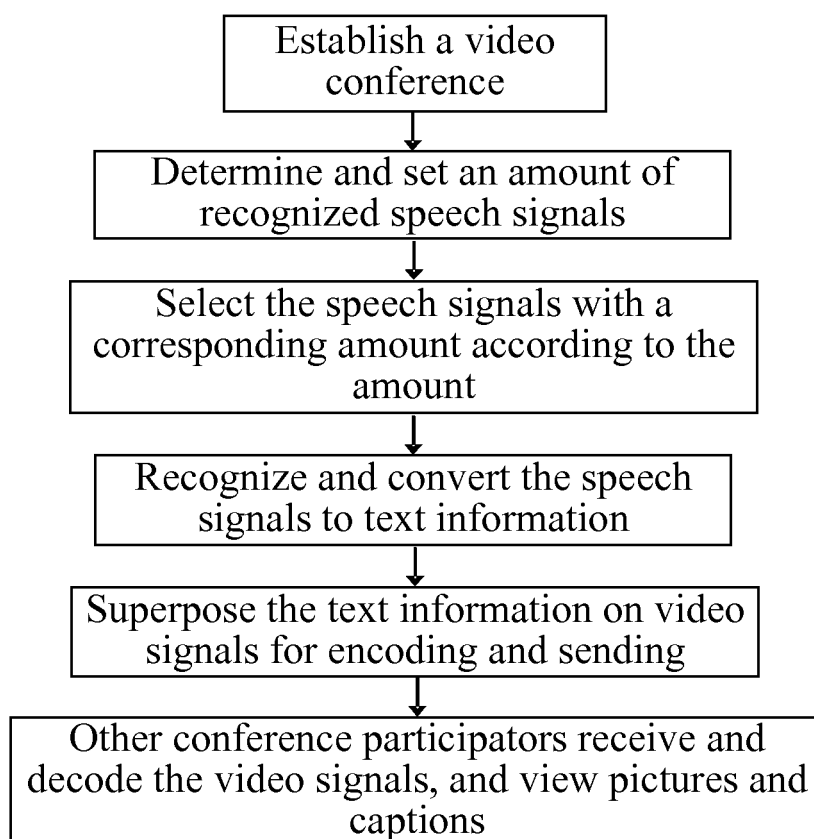 Establish a video
conference
Determine and set an amount of
recognized speech signals
Select the speech signals with a
corresponding amount according to the
amount
Recognize and convert the speech
signals to text information
Superpose the text information on video
signals for encoding and sending
Other conference participators receive and
decode the video signals, and view pictures and
captions